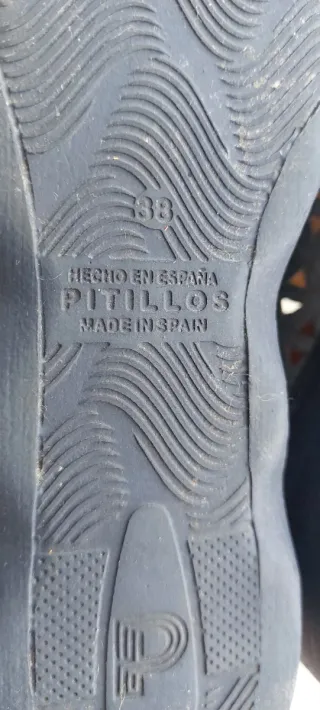 38
HECHO EN ESPAÑA
PITILLOS
MADE IN SPAIN